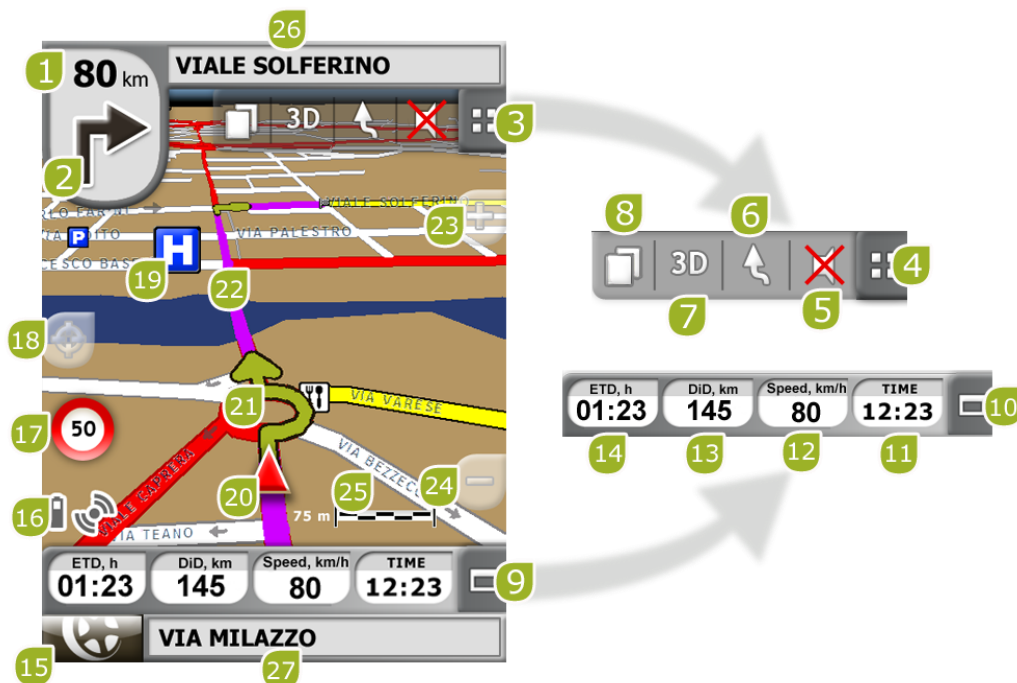 26
1
80 km
VIALE SOLFERINO
3D
3
2
VIALE SOLFERINO
23
P
VIA PALESTRO
H
19
22
18
21
VIA VARESE
17
50
VIALE CAPRERA
VIA BEZZECC
20
25
24
16
75 m
VIA TEANO
ETD, h
01:23
DiD, km
145
Speed, km/h
80
TIME
12:23
9
15
VIA MILAZZO
27
8
6
3D
4
7
5
ETD, h
01:23
DiD, km
145
Speed, km/h
80
TIME
12:23
10
14
13
12
11